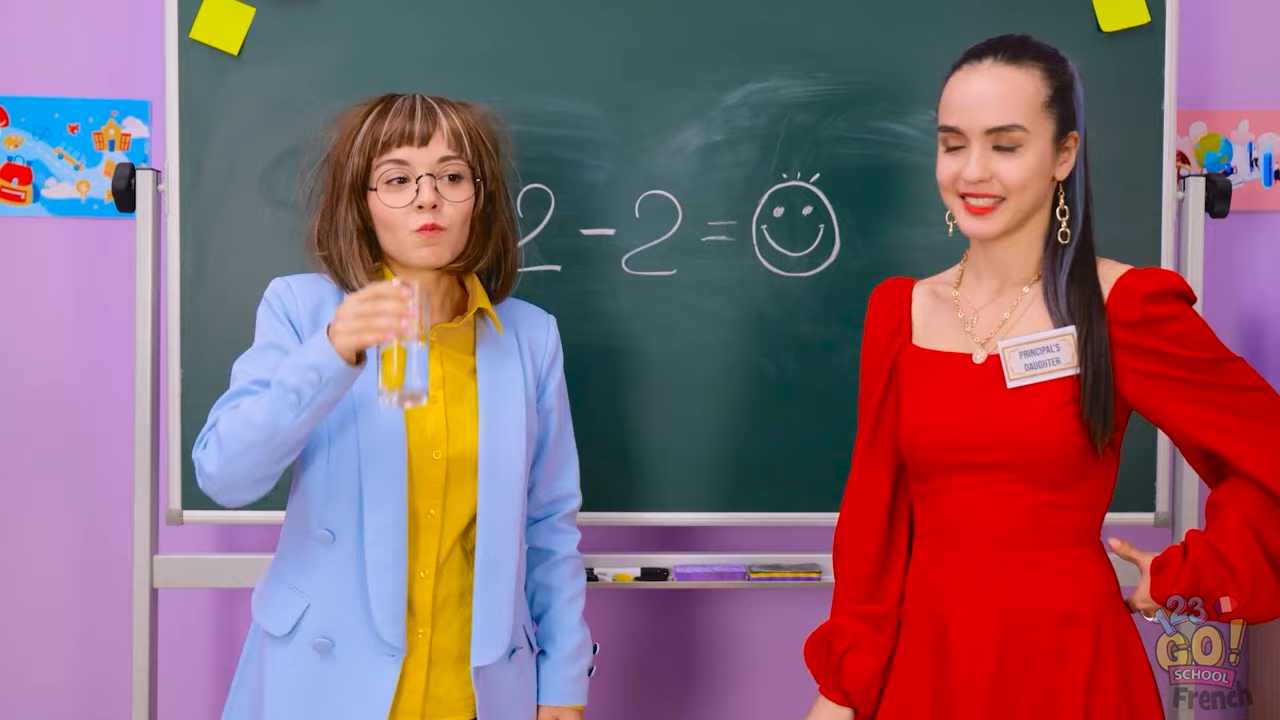 2 - 2 =
PRINCIPAL'S
DAUGHTER
123
GO!
SCHOOL
French